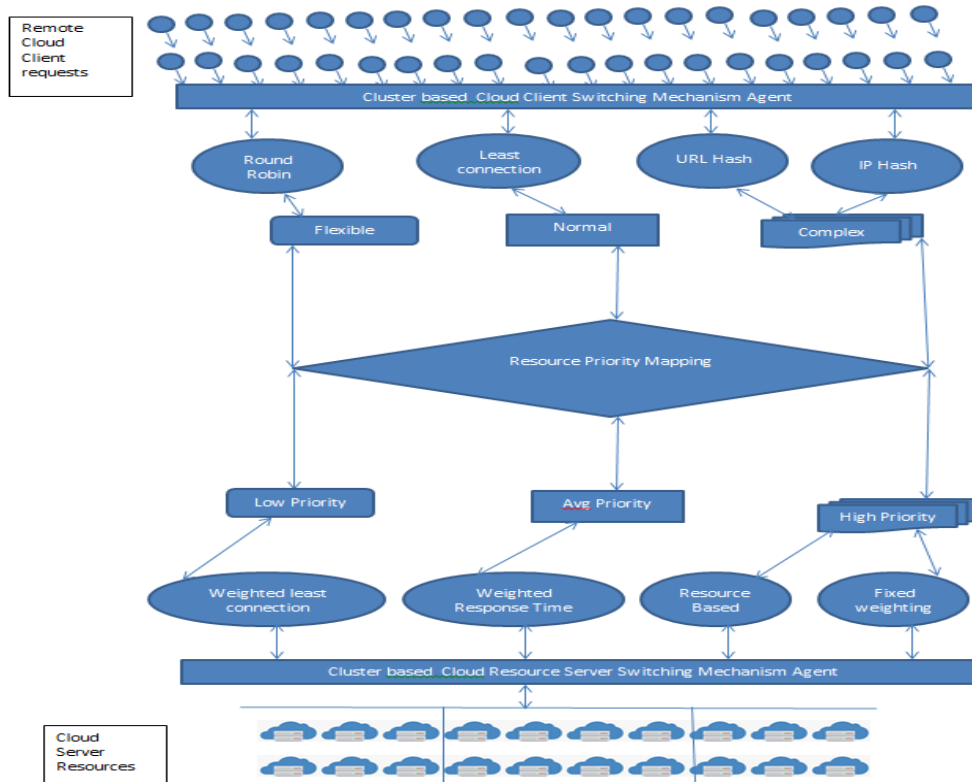 Remote
Cloud
Client
requests
Cluster based Cloud Client Switching Mechanism Agent
Round
Robin
Least
connection
URL Hash
IP Hash
Flexible
Normal
Complex
Resource Priority Mapping
Low Priority
Avg Priority
High Priority
Weighted least
connection
Weighted
Response Time
Resource
Based
Fixed
weighting
Cluster based Cloud Resource Server Switching Mechanism Agent
Cloud
Server
Resources